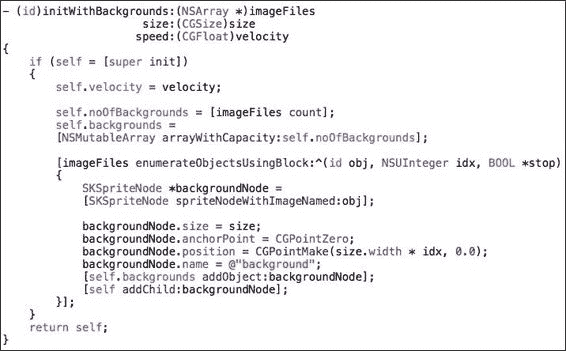 - (id)initWithBackgrounds:(NSArray *)imageFiles
                     size:(CGSize)size
                    speed:(CGFloat)velocity
{
    if (self = [super init])
    {
        self.velocity = velocity;

        self.noOfBackgrounds = [imageFiles count];
        self.backgrounds =
        [NSMutableArray arrayWithCapacity:self.noOfBackgrounds];

        [imageFiles enumerateObjectsUsingBlock:^(id obj, NSUInteger idx, BOOL *stop)
        {
            SKSpriteNode *backgroundNode =
            [SKSpriteNode spriteNodeWithImageNamed:obj];

            backgroundNode.size = size;
            backgroundNode.anchorPoint = CGPointZero;
            backgroundNode.position = CGPointMake(size.width * idx, 0.0);
            backgroundNode.name = @"background";
            [self.backgrounds addObject:backgroundNode];
            [self addChild:backgroundNode];
        }];
    }
    return self;
}